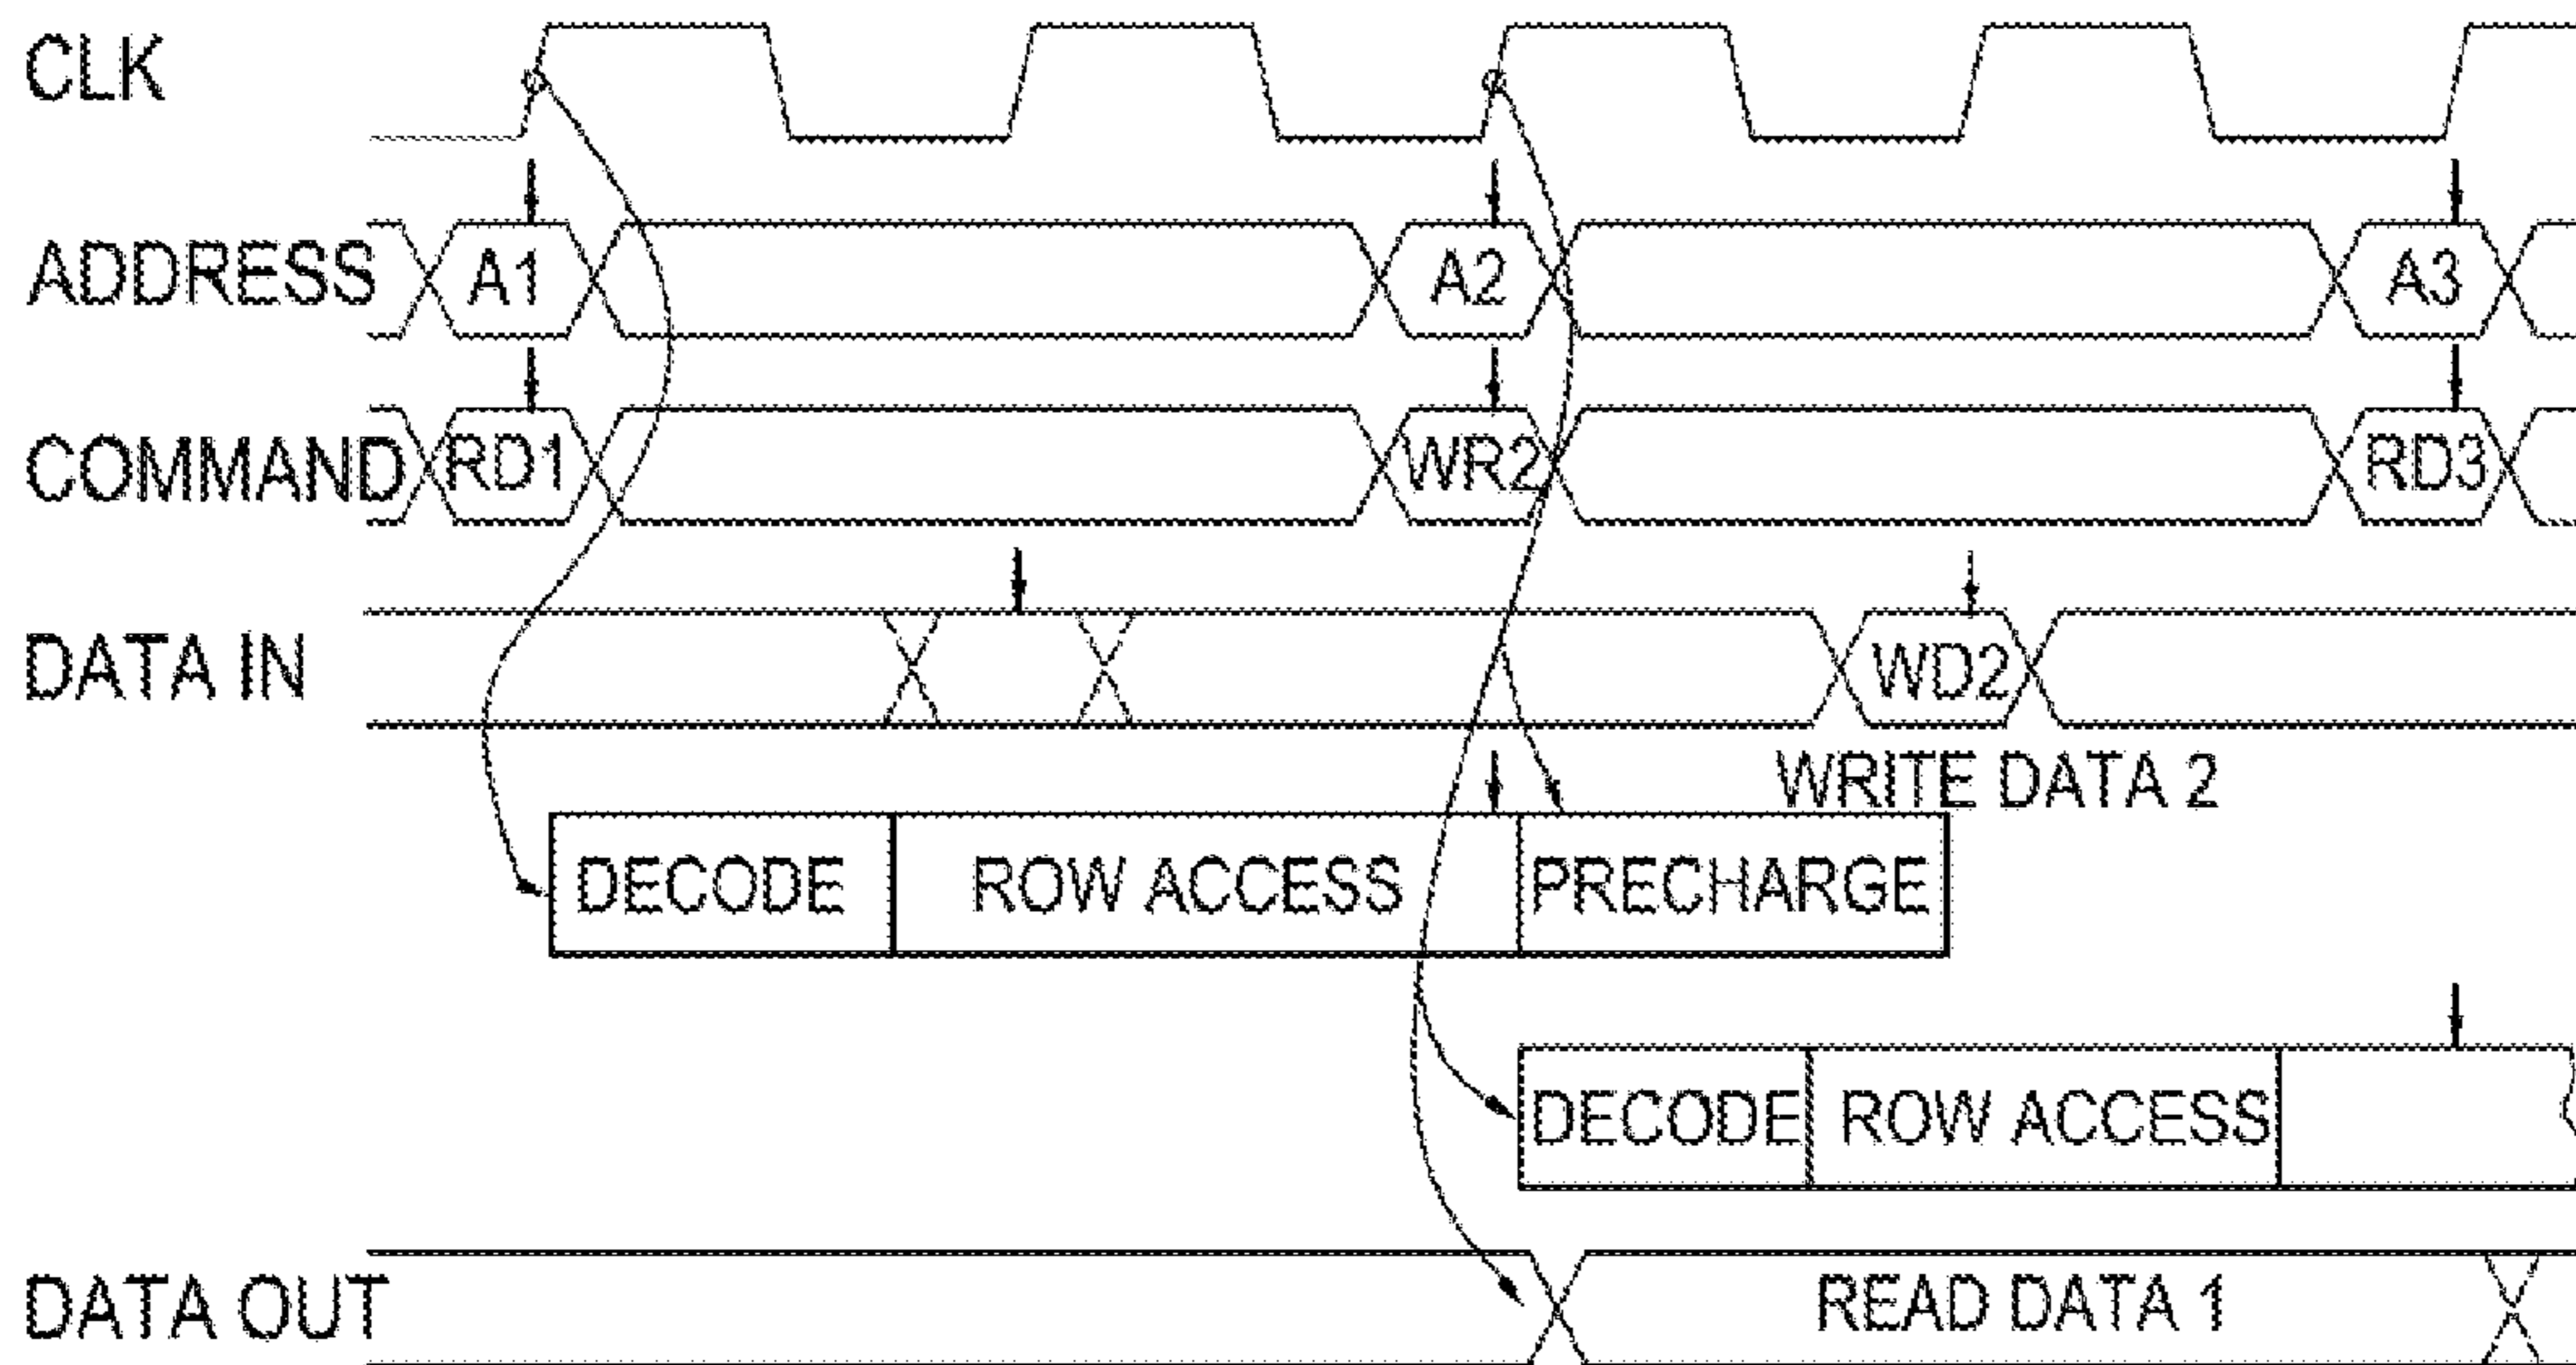 CLK
ADDRESS A1 A2 A3
COMMAND RD1 WR2 RD3
DATA IN WD2
WRITE DATA 2
DECODE ROW ACCESS PRECHARGE
DECODE ROW ACCESS
DATA OUT READ DATA 1